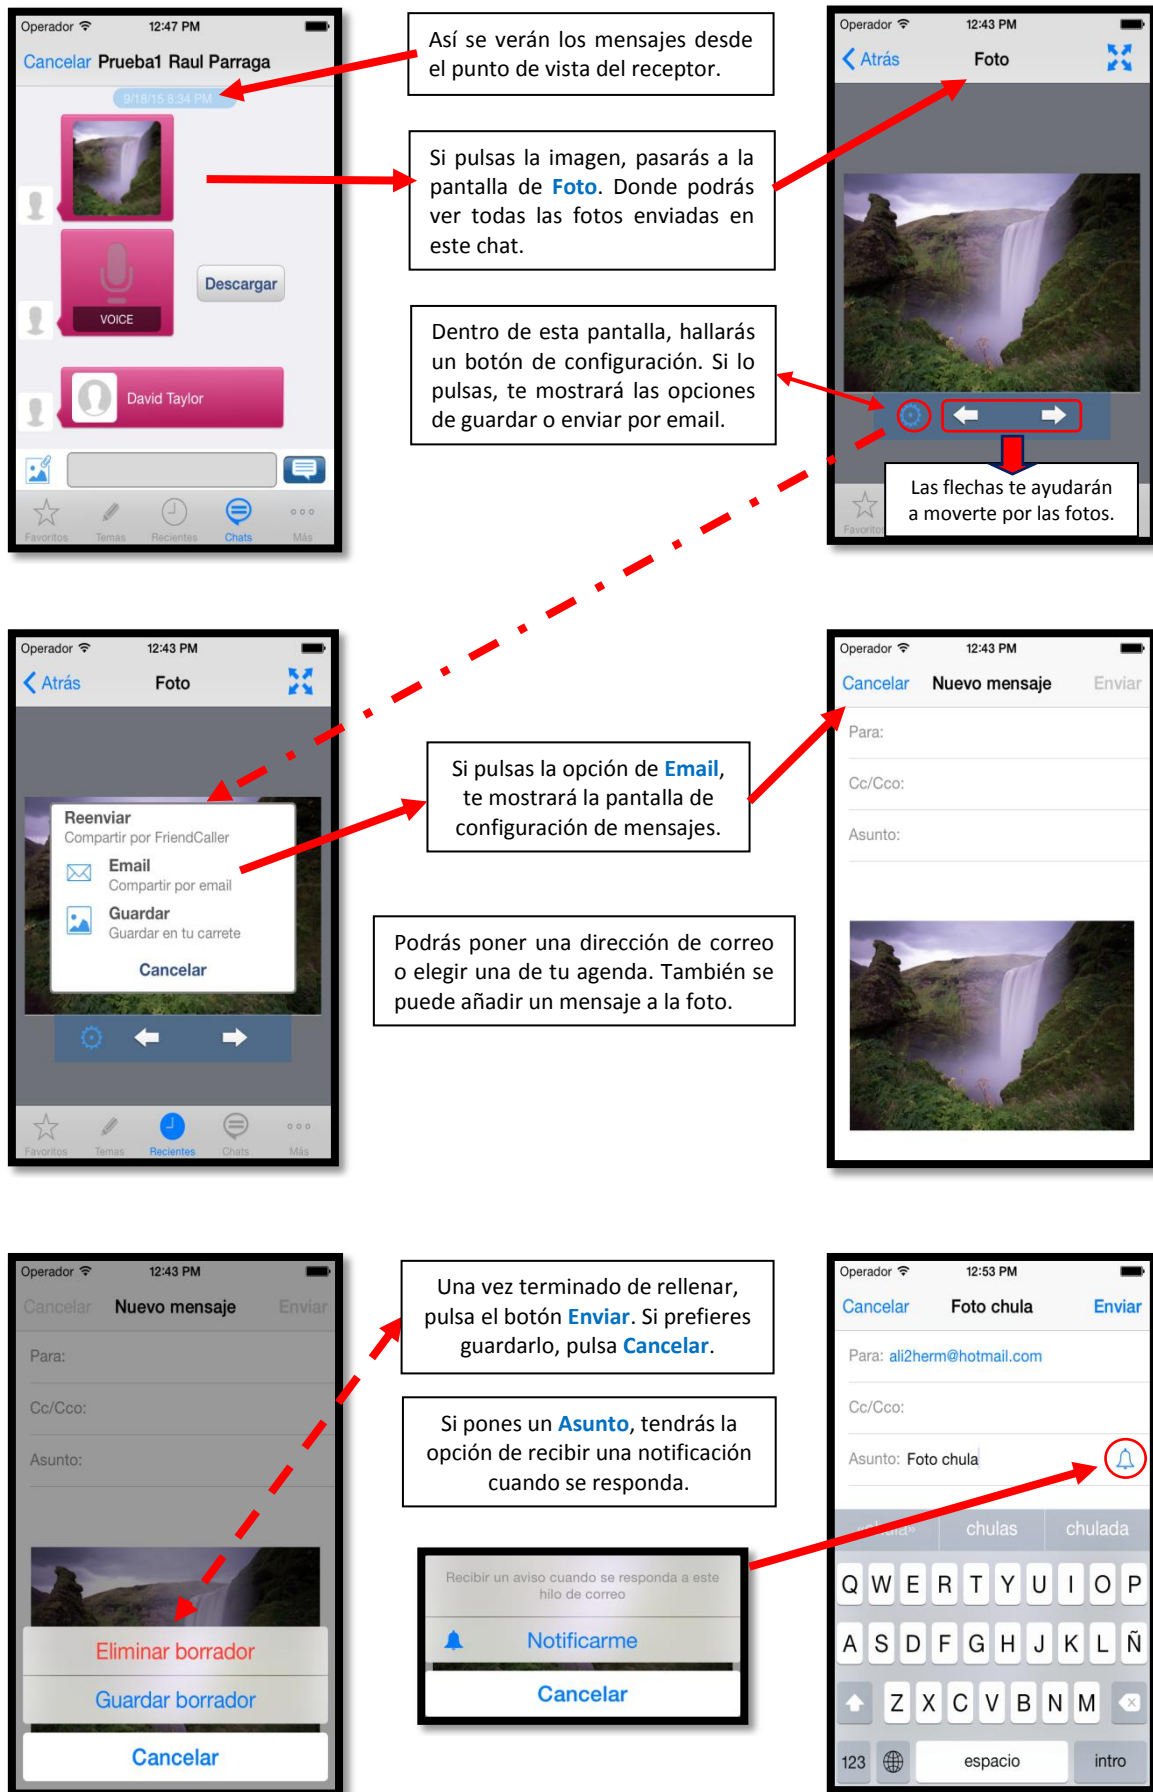 Operador 12:47 PM
Cancelar Prueba1 Raul Parraga
9/18/15 8:34 PM
VOICE
Descargar
David Taylor
Favoritos Temas Recientes Chats Más
Así se verán los mensajes desde
el punto de vista del receptor.
Si pulsas la imagen, pasarás a la
pantalla de Foto. Donde podrás
ver todas las fotos enviadas en
este chat.
Dentro de esta pantalla, hallarás
un botón de configuración. Si lo
pulsas, te mostrará las opciones
de guardar o enviar por email.
Operador 12:43 PM
Atrás Foto
Las flechas te ayudarán
a moverte por las fotos.
Favoritos
Operador 12:43 PM
Atrás Foto
Reenviar
Compartir por FriendCaller
Email
Compartir por email
Guardar
Guardar en tu carrete
Cancelar
Favoritos Temas Recientes Chats Más
Si pulsas la opción de Email,
te mostrará la pantalla de
configuración de mensajes.
Podrás poner una dirección de correo
o elegir una de tu agenda. También se
puede añadir un mensaje a la foto.
Operador 12:43 PM
Cancelar Nuevo mensaje Enviar
Para:
Cc/Cco:
Asunto:
Operador 12:43 PM
Cancelar Nuevo mensaje Enviar
Para:
Cc/Cco:
Asunto:
Eliminar borrador
Guardar borrador
Cancelar
Una vez terminado de rellenar,
pulsa el botón Enviar. Si prefieres
guardarlo, pulsa Cancelar.
Si pones un Asunto, tendrás la
opción de recibir una notificación
cuando se responda.
Recibir un aviso cuando se responda a este
hilo de correo
Notificarme
Cancelar
Operador 12:53 PM
Cancelar Foto chula Enviar
Para: ali2herm@hotmail.com
Cc/Cco:
Asunto: Foto chula
«chula» chulas chulada
Q W E R T Y U I O P
A S D F G H J K L Ñ
Z X C V B N M
123 espacio intro